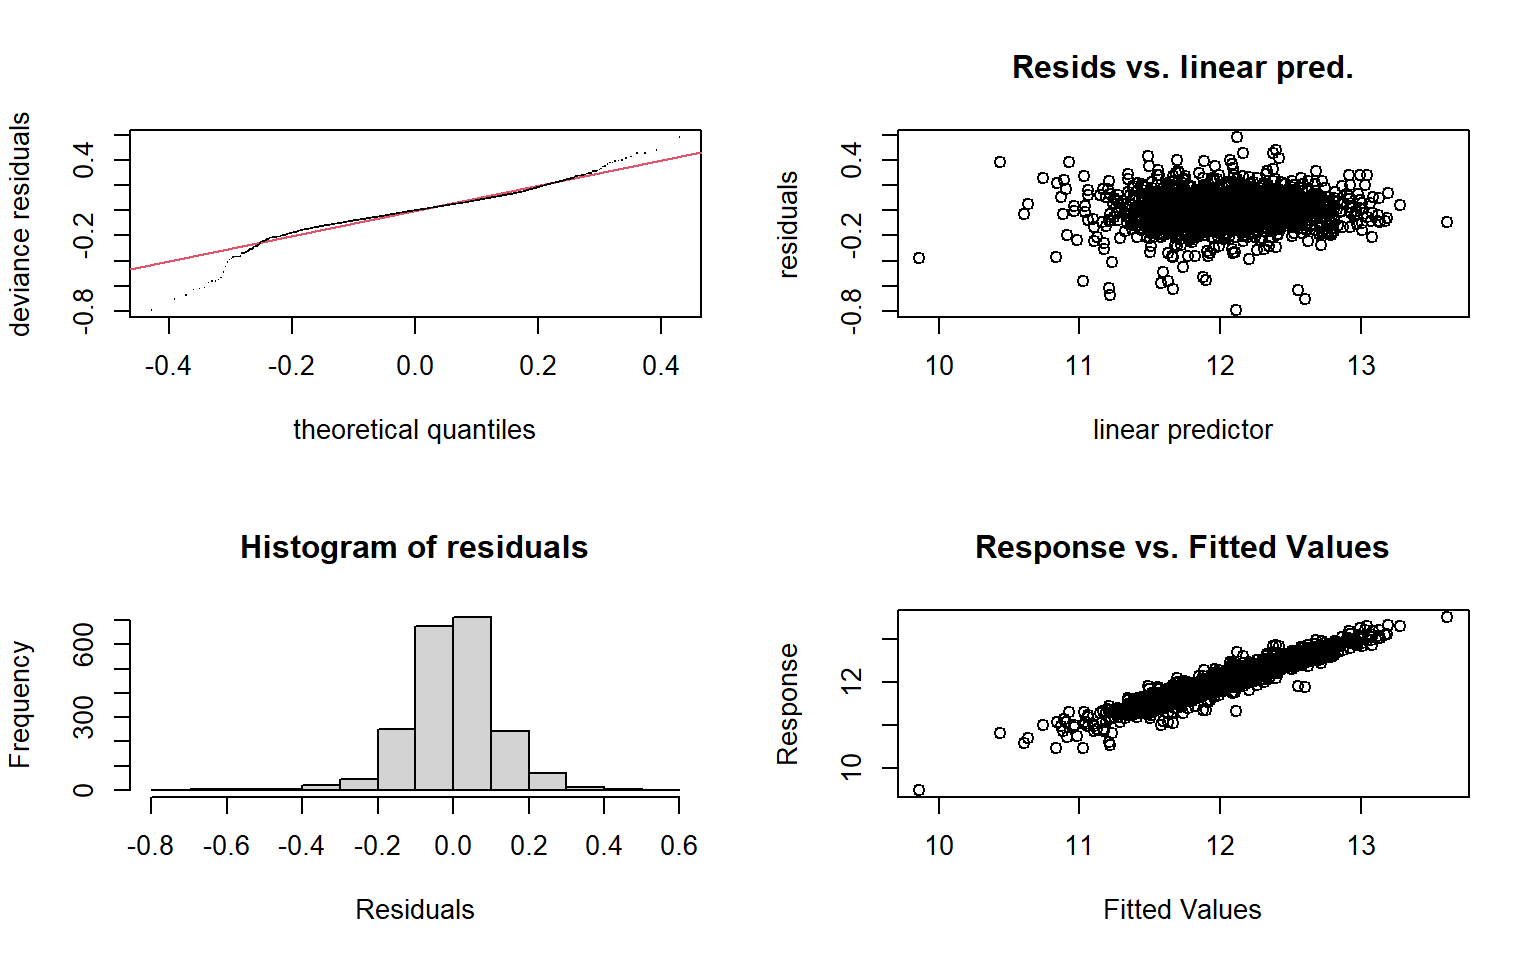 deviance residuals
-0.8 -0.2 0.4
-0.4 -0.2 0.0 0.2 0.4
theoretical quantiles
Resids vs. linear pred.
residuals
-0.8 -0.2 0.4
10 11 12 13
linear predictor
Histogram of residuals
Frequency
0 300 600
-0.8 -0.6 -0.4 -0.2 0.0 0.2 0.4 0.6
Residuals
Response vs. Fitted Values
Response
10 12
10 11 12 13
Fitted Values